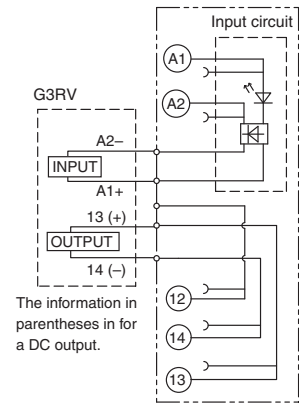 Input circuit
A1
G3RV
A2
A2–
INPUT
A1+
13 (+)
OUTPUT
14 (–)
12
The information in
parentheses in for
a DC output.
14
13